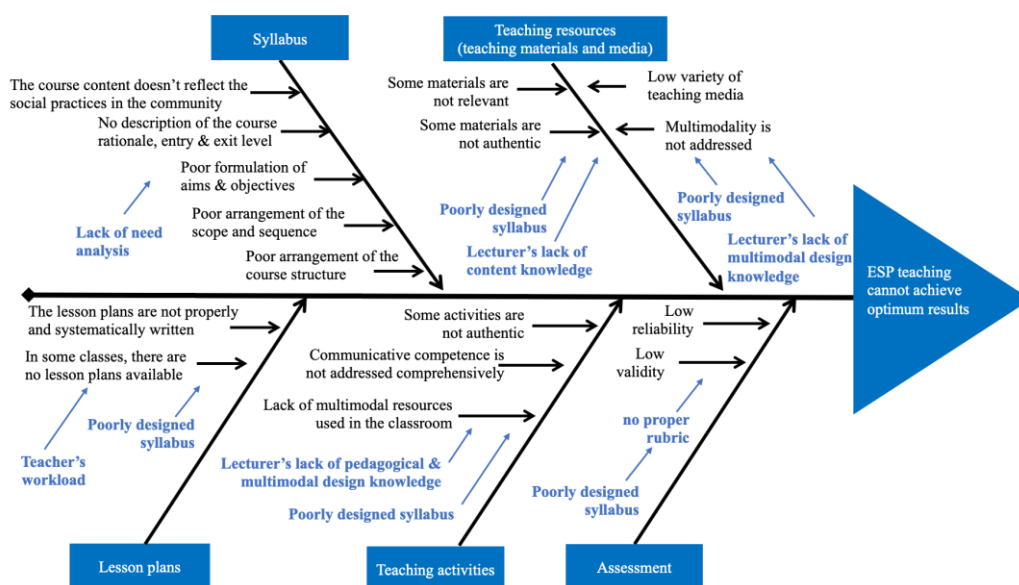 Syllabus
The course content doesn't reflect the
social practices in the community
No description of the course
rationale, entry & exit level
Poor formulation of
aims & objectives
Poor arrangement of the
scope and sequence
Poor arrangement of the
course structure
Lack of need
analysis
Teaching resources
(teaching materials and media)
Some materials are
not relevant
Some materials are
not authentic
Low variety of
teaching media
Multimodality is
not addressed
Poorly designed
syllabus
Lecturer's lack of
content knowledge
Poorly designed
syllabus
Lecturer's lack of
multimodal design
knowledge
ESP teaching
cannot achieve
optimum results
The lesson plans are not properly
and systematically written
In some classes, there are
no lesson plans available
Poorly designed
syllabus
Teacher's
workload
Lesson plans
Some activities are
not authentic
Communicative competence is
not addressed comprehensively
Lack of multimodal resources
used in the classroom
Lecturer's lack of pedagogical &
multimodal design knowledge
Poorly designed syllabus
Teaching activities
Low
reliability
Low
validity
no proper
rubric
Poorly designed
syllabus
Assessment